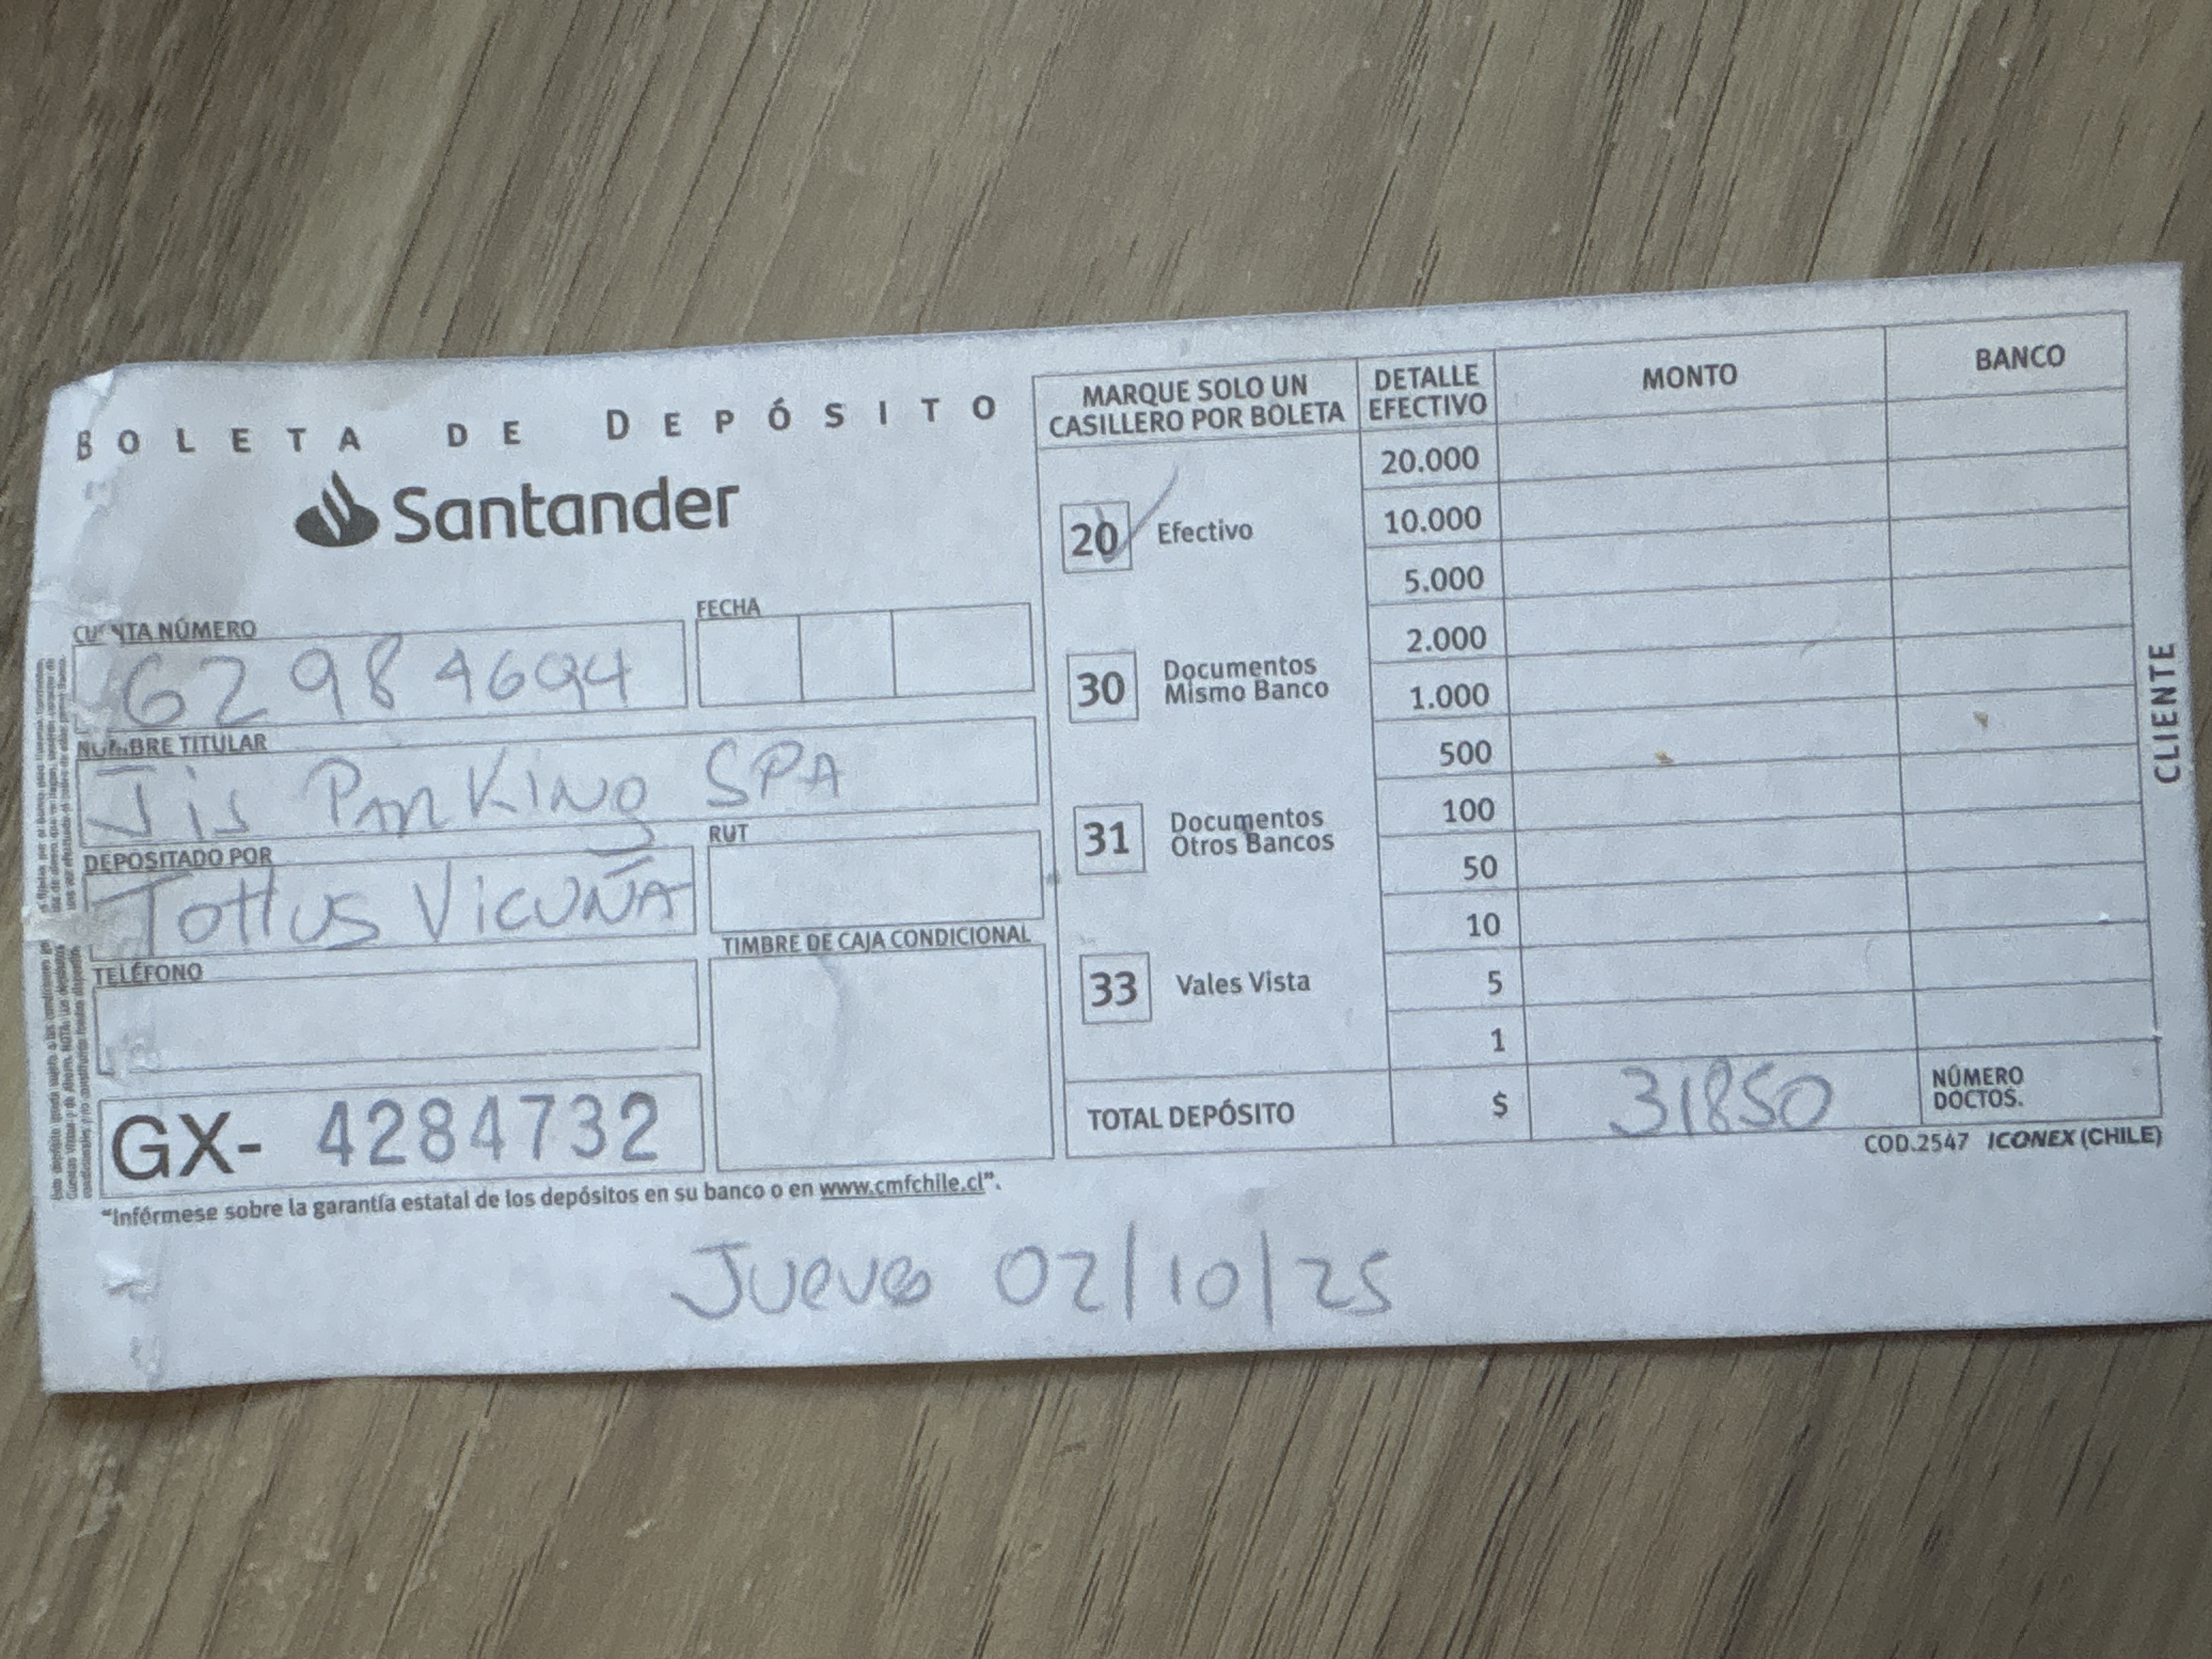 BOLETA DE DEPÓSITO
Santander
CUENTA NÚMERO
62984694
FECHA
NOMBRE TITULAR
Jis Parking SPA
DEPOSITADO POR
Tottus Vicuña
RUT
TELÉFONO
TIMBRE DE CAJA CONDICIONAL
GX- 4284732
"Infórmese sobre la garantía estatal de los depósitos en su banco o en www.cmfchile.cl".
MARQUE SOLO UN
CASILLERO POR BOLETA
20 Efectivo
30 Documentos
Mismo Banco
31 Documentos
Otros Bancos
33 Vales Vista
DETALLE
EFECTIVO
MONTO
BANCO
20.000
10.000
5.000
2.000
1.000
500
100
50
10
5
1
TOTAL DEPÓSITO $ 31850
NÚMERO
DOCTOS.
COD.2547 ICONEX (CHILE)
CLIENTE
Jueves 02/10/25